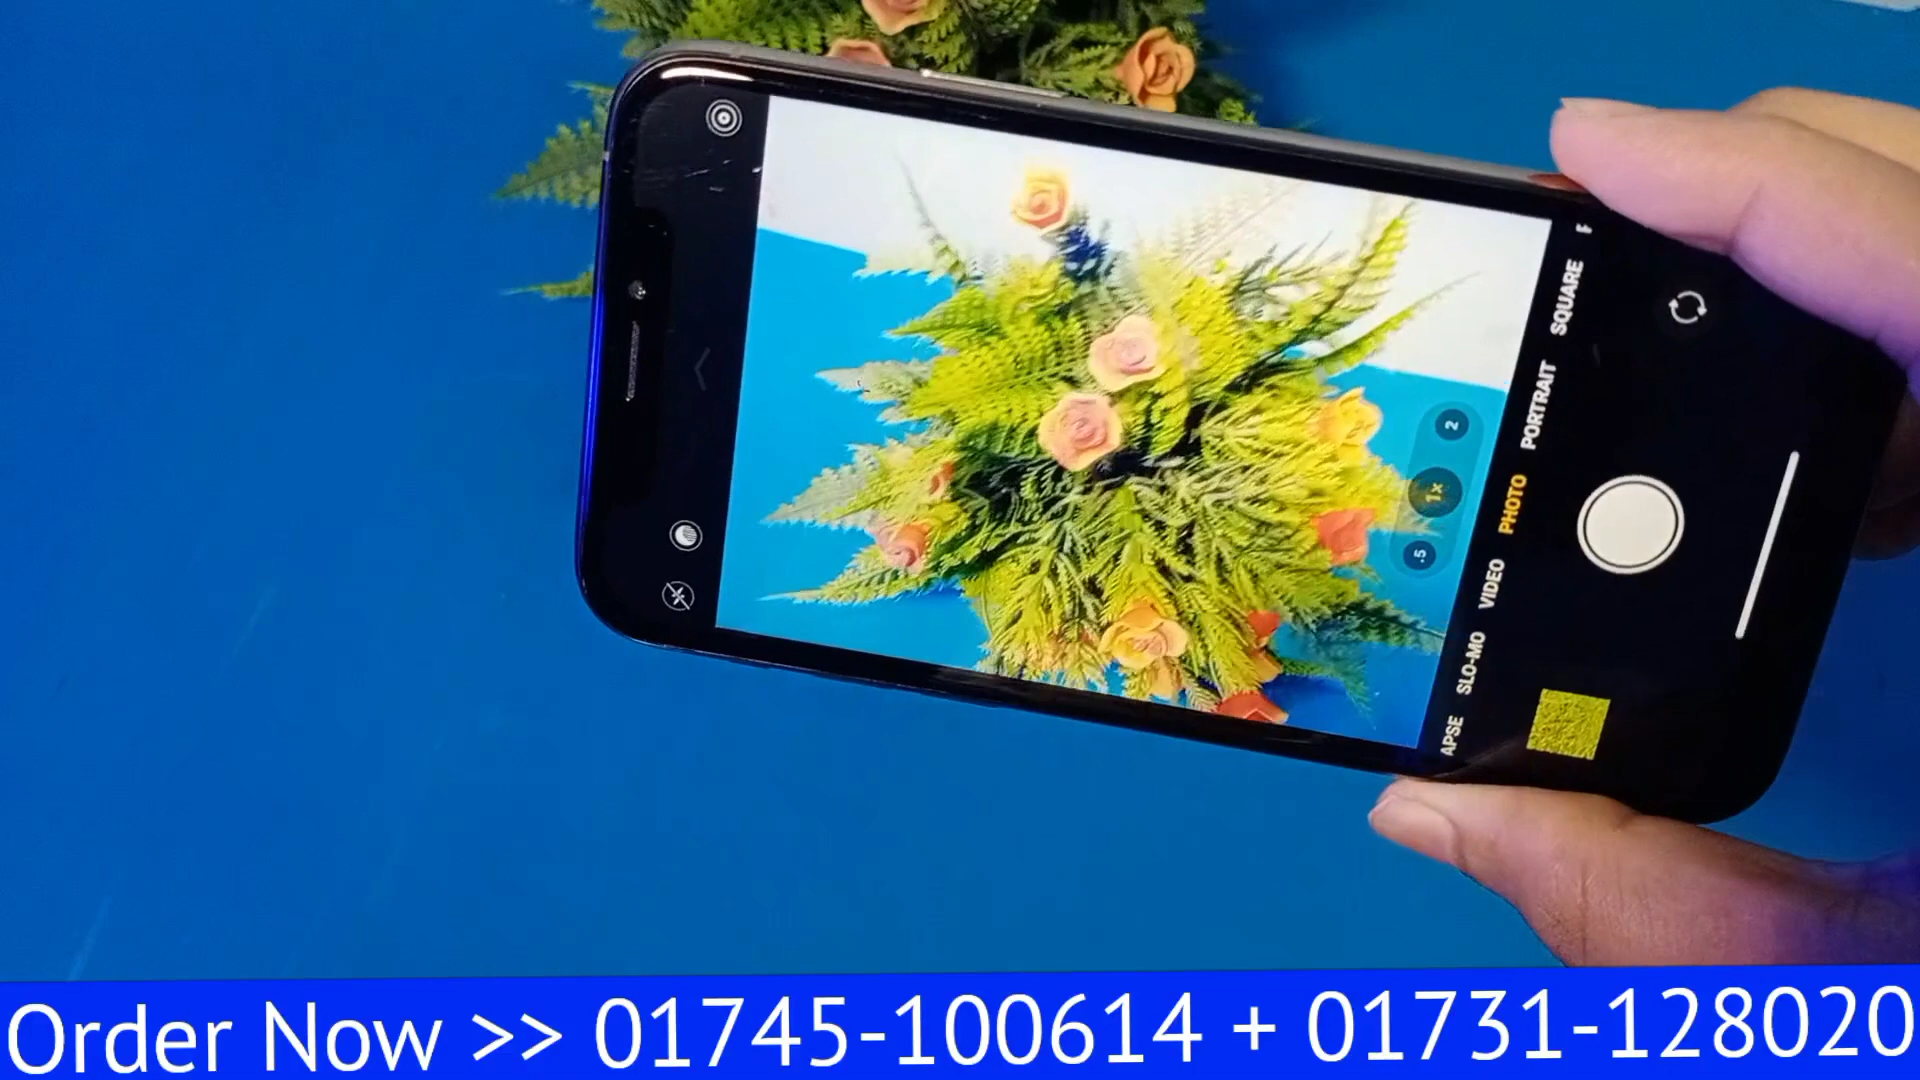 F
SQUARE
PORTRAIT
PHOTO
VIDEO
SLO-MO
APSE
2
1x
.5
Order Now >> 01745-100614 + 01731-128020